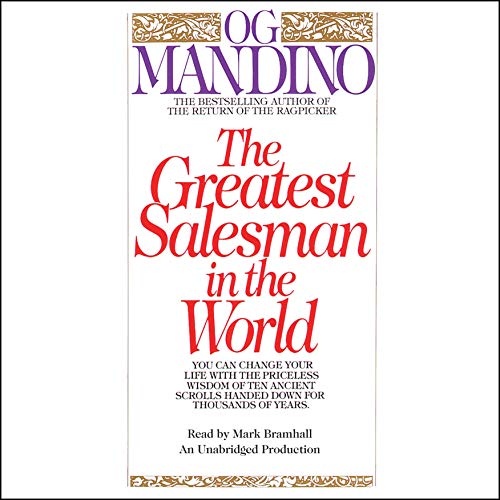 OG
MANDINO
THE BESTSELLING AUTHOR OF
THE RETURN OF THE RAGPICKER
The
Greatest
Salesman
in the
World
YOU CAN CHANGE YOUR
LIFE WITH THE PRICELESS
WISDOM OF TEN ANCIENT
SCROLLS HANDED DOWN FOR
THOUSANDS OF YEARS.
Read by Mark Bramhall
An Unabridged Production